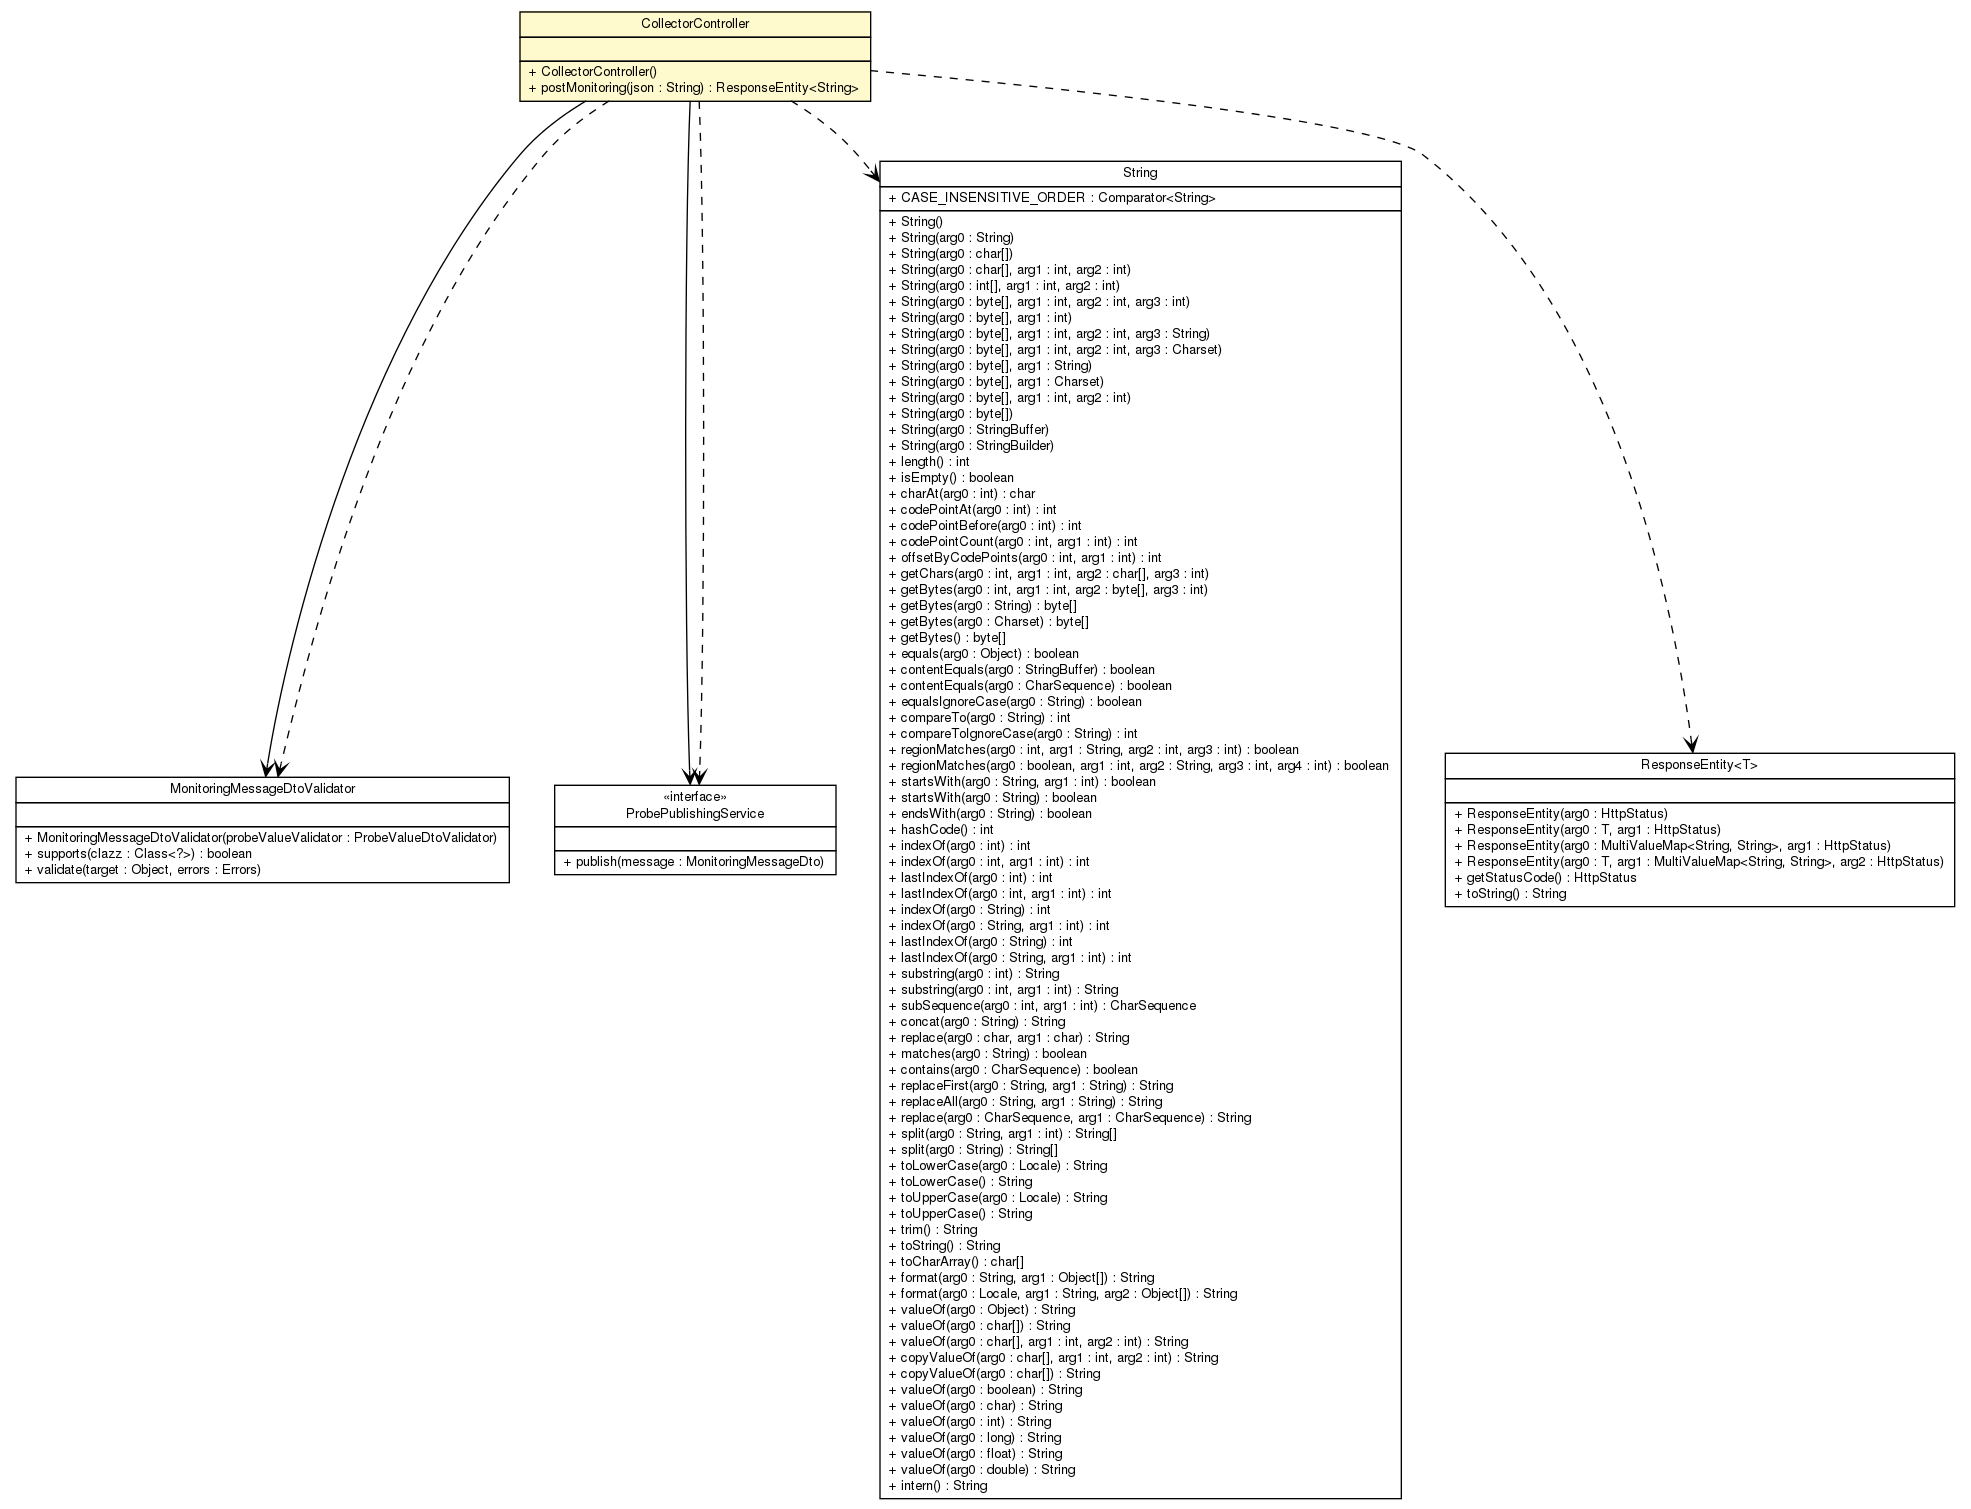 CollectorController
+ CollectorController()
+ postMonitoring(json : String) : ResponseEntity<String>
String
+ CASE_INSENSITIVE_ORDER : Comparator<String>
+ String()
+ String(arg0 : String)
+ String(arg0 : char[])
+ String(arg0 : char[], arg1 : int, arg2 : int)
+ String(arg0 : int[], arg1 : int, arg2 : int)
+ String(arg0 : byte[], arg1 : int, arg2 : int, arg3 : int)
+ String(arg0 : byte[], arg1 : int)
+ String(arg0 : byte[], arg1 : int, arg2 : int, arg3 : String)
+ String(arg0 : byte[], arg1 : int, arg2 : int, arg3 : Charset)
+ String(arg0 : byte[], arg1 : String)
+ String(arg0 : byte[], arg1 : Charset)
+ String(arg0 : byte[], arg1 : int, arg2 : int)
+ String(arg0 : byte[])
+ String(arg0 : StringBuffer)
+ String(arg0 : StringBuilder)
+ length() : int
+ isEmpty() : boolean
+ charAt(arg0 : int) : char
+ codePointAt(arg0 : int) : int
+ codePointBefore(arg0 : int) : int
+ codePointCount(arg0 : int, arg1 : int) : int
+ offsetByCodePoints(arg0 : int, arg1 : int) : int
+ getChars(arg0 : int, arg1 : int, arg2 : char[], arg3 : int)
+ getBytes(arg0 : int, arg1 : int, arg2 : byte[], arg3 : int)
+ getBytes(arg0 : String) : byte[]
+ getBytes(arg0 : Charset) : byte[]
+ getBytes() : byte[]
+ equals(arg0 : Object) : boolean
+ contentEquals(arg0 : StringBuffer) : boolean
+ contentEquals(arg0 : CharSequence) : boolean
+ equalsIgnoreCase(arg0 : String) : boolean
+ compareTo(arg0 : String) : int
+ compareToIgnoreCase(arg0 : String) : int
+ regionMatches(arg0 : int, arg1 : String, arg2 : int, arg3 : int) : boolean
+ regionMatches(arg0 : boolean, arg1 : int, arg2 : String, arg3 : int, arg4 : int) : boolean
+ startsWith(arg0 : String, arg1 : int) : boolean
+ startsWith(arg0 : String) : boolean
+ endsWith(arg0 : String) : boolean
+ hashCode() : int
+ indexOf(arg0 : int) : int
+ indexOf(arg0 : int, arg1 : int) : int
+ lastIndexOf(arg0 : int) : int
+ lastIndexOf(arg0 : int, arg1 : int) : int
+ indexOf(arg0 : String) : int
+ indexOf(arg0 : String, arg1 : int) : int
+ lastIndexOf(arg0 : String) : int
+ lastIndexOf(arg0 : String, arg1 : int) : int
+ substring(arg0 : int) : String
+ substring(arg0 : int, arg1 : int) : String
+ subSequence(arg0 : int, arg1 : int) : CharSequence
+ concat(arg0 : String) : String
+ replace(arg0 : char, arg1 : char) : String
+ matches(arg0 : String) : boolean
+ contains(arg0 : CharSequence) : boolean
+ replaceFirst(arg0 : String, arg1 : String) : String
+ replaceAll(arg0 : String, arg1 : String) : String
+ replace(arg0 : CharSequence, arg1 : CharSequence) : String
+ split(arg0 : String, arg1 : int) : String[]
+ split(arg0 : String) : String[]
+ toLowerCase(arg0 : Locale) : String
+ toLowerCase() : String
+ toUpperCase(arg0 : Locale) : String
+ toUpperCase() : String
+ trim() : String
+ toString() : String
+ toCharArray() : char[]
+ format(arg0 : String, arg1 : Object[]) : String
+ format(arg0 : Locale, arg1 : String, arg2 : Object[]) : String
+ valueOf(arg0 : Object) : String
+ valueOf(arg0 : char[]) : String
+ valueOf(arg0 : char[], arg1 : int, arg2 : int) : String
+ copyValueOf(arg0 : char[], arg1 : int, arg2 : int) : String
+ copyValueOf(arg0 : char[]) : String
+ valueOf(arg0 : boolean) : String
+ valueOf(arg0 : char) : String
+ valueOf(arg0 : int) : String
+ valueOf(arg0 : long) : String
+ valueOf(arg0 : float) : String
+ valueOf(arg0 : double) : String
+ intern() : String
MonitoringMessageDtoValidator
+ MonitoringMessageDtoValidator(probeValueValidator : ProbeValueDtoValidator)
+ supports(clazz : Class<?>) : boolean
+ validate(target : Object, errors : Errors)
«interface»
ProbePublishingService
+ publish(message : MonitoringMessageDto)
ResponseEntity<T>
+ ResponseEntity(arg0 : HttpStatus)
+ ResponseEntity(arg0 : T, arg1 : HttpStatus)
+ ResponseEntity(arg0 : MultiValueMap<String, String>, arg1 : HttpStatus)
+ ResponseEntity(arg0 : T, arg1 : MultiValueMap<String, String>, arg2 : HttpStatus)
+ getStatusCode() : HttpStatus
+ toString() : String